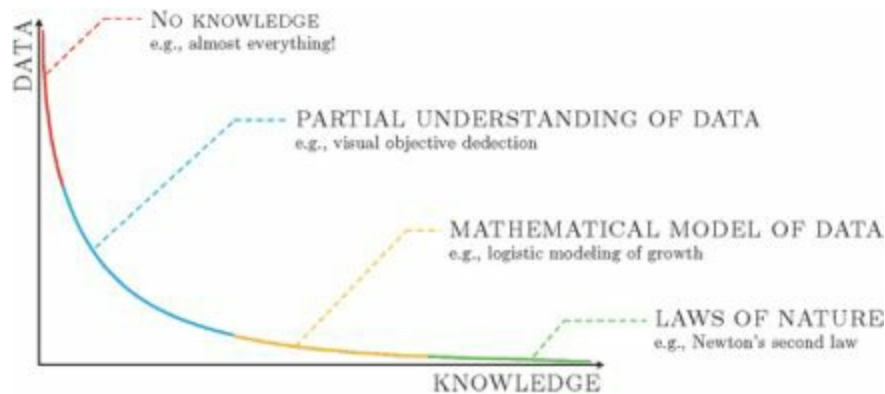 DATA
No knowledge
e.g., almost everything!
PARTIAL UNDERSTANDING OF DATA
e.g., visual objective dedection
MATHEMATICAL MODEL OF DATA
e.g., logistic modeling of growth
LAWS OF NATURE
e.g., Newton's second law
KNOWLEDGE